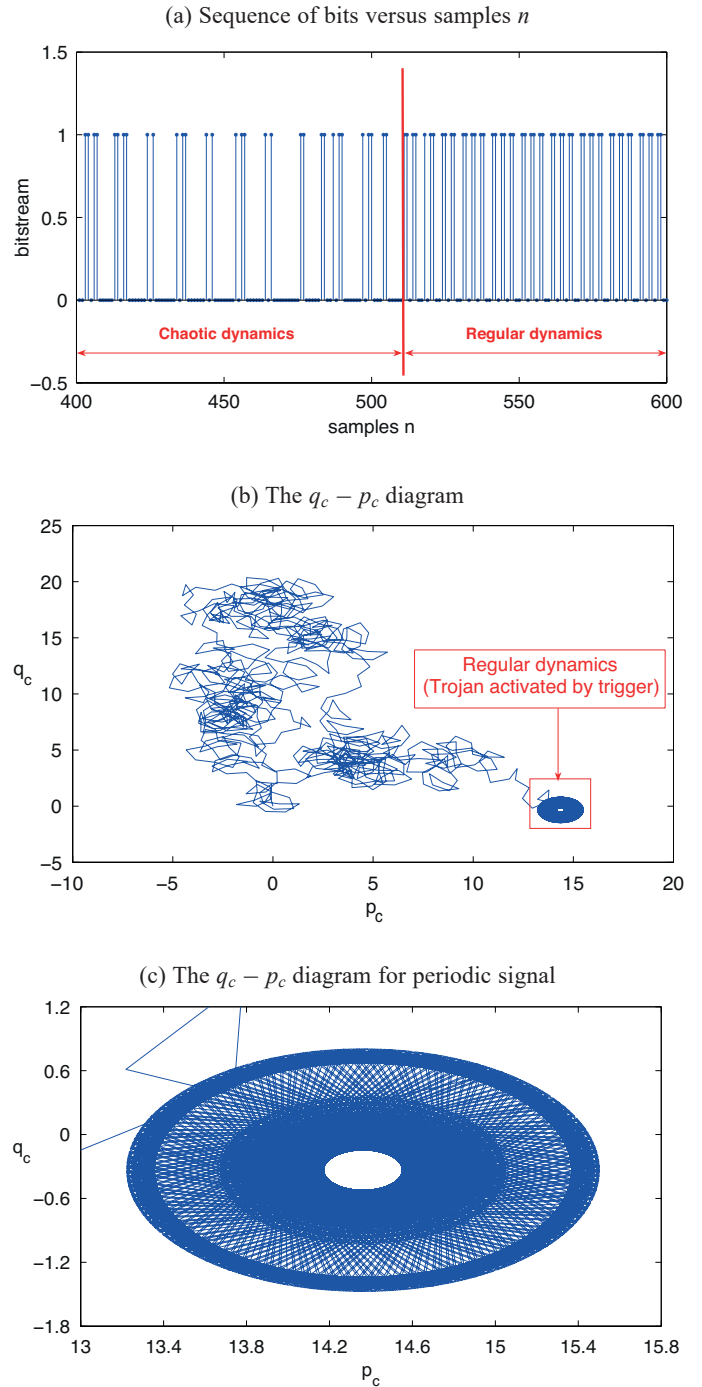 (a) Sequence of bits versus samples n
1.5
1
0.5
0
−0.5
bitstream
Chaotic dynamics
Regular dynamics
400
450
500
550
600
samples n
(b) The q_c − p_c diagram
25
20
15
10
5
0
−5
q_c
Regular dynamics
(Trojan activated by trigger)
−10
−5
0
5
10
15
20
p_c
(c) The q_c − p_c diagram for periodic signal
1.2
0.6
0
−0.6
−1.2
−1.8
q_c
13
13.4
14.2
14.6
15
15.4
15.8
p_c